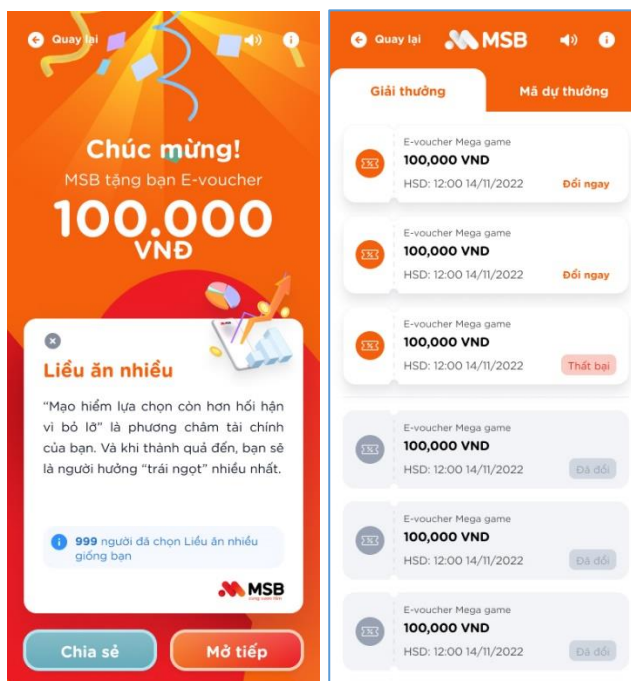 Quay lại
Chúc mừng!
MSB tặng bạn E-voucher
100.000
VNĐ
Liều ăn nhiều
“Mạo hiểm lựa chọn còn hơn hối hận
vì bỏ lỡ” là phương châm tài chính
của bạn. Và khi thành quả đến, bạn sẽ
là người hưởng “trái ngọt” nhiều nhất.
999 người đã chọn Liều ăn nhiều
giống bạn
MSB
Chia sẻ
Mở tiếp
Quay lại
MSB
Giải thưởng
Mã dự thưởng
E-voucher Mega game
100,000 VND
HSD: 12:00 14/11/2022
Đổi ngay
E-voucher Mega game
100,000 VND
HSD: 12:00 14/11/2022
Đổi ngay
E-voucher Mega game
100,000 VND
HSD: 12:00 14/11/2022
Thất bại
E-voucher Mega game
100,000 VND
HSD: 12:00 14/11/2022
Đã đổi
E-voucher Mega game
100,000 VND
HSD: 12:00 14/11/2022
Đã đổi
E-voucher Mega game
100,000 VND
HSD: 12:00 14/11/2022
Đã đổi